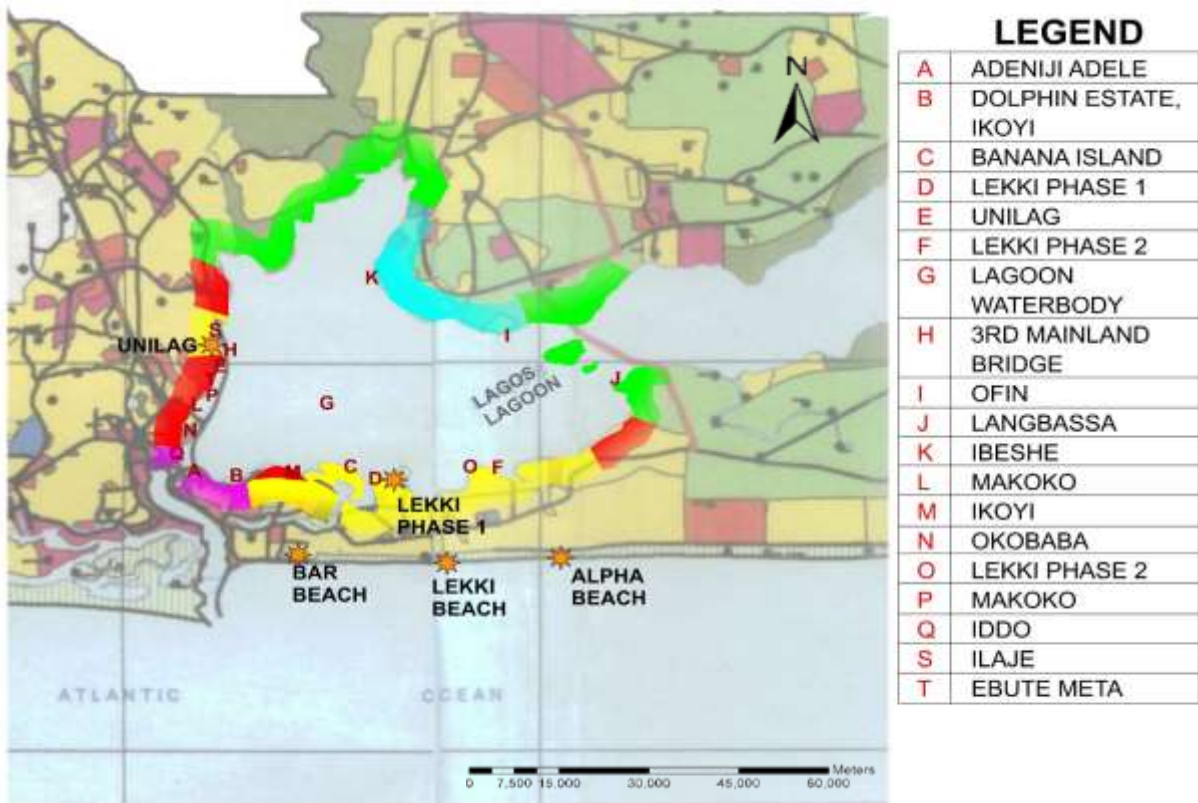 N
K
I
S
UNILAG
H
E
LAGOS
LAGOON
J
T
P
L
G
N
Q
A
B
M
C
D
O
F
LEKKI
PHASE 1
BAR
BEACH
LEKKI
BEACH
ALPHA
BEACH
ATLANTIC
OCEAN
Meters
0 7,500 15,000 30,000 45,000 60,000
LEGEND
A ADENIJI ADELE
B DOLPHIN ESTATE,
IKOYI
C BANANA ISLAND
D LEKKI PHASE 1
E UNILAG
F LEKKI PHASE 2
G LAGOON
WATERBODY
H 3RD MAINLAND
BRIDGE
I OFIN
J LANGBASSA
K IBESHE
L MAKOKO
M IKOYI
N OKOBABA
O LEKKI PHASE 2
P MAKOKO
Q IDDO
S ILAJE
T EBUTE META